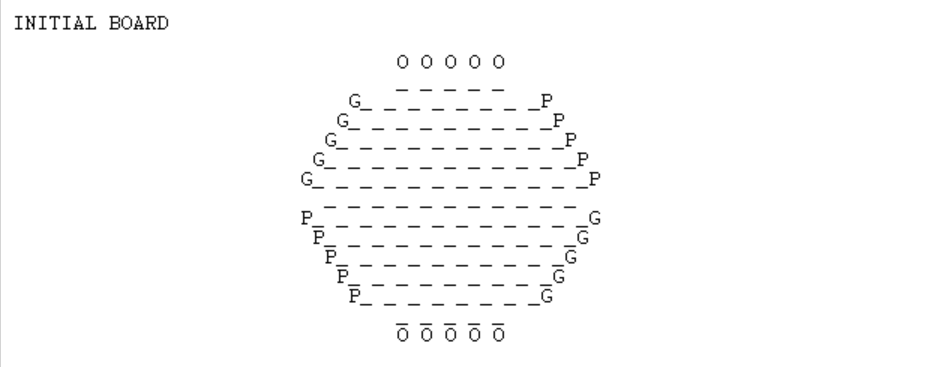 INITIAL BOARD
O O O O O
_ _ _ _ _
G_ _ _ _ _ _ _ _P
G_ _ _ _ _ _ _ _ _P
G_ _ _ _ _ _ _ _ _ _P
G_ _ _ _ _ _ _ _ _ _ _P
G_ _ _ _ _ _ _ _ _ _ _ _P
_ _ _ _ _ _ _ _ _ _ _
P_ _ _ _ _ _ _ _ _ _ _ _G
P_ _ _ _ _ _ _ _ _ _ _G
P_ _ _ _ _ _ _ _ _ _G
P_ _ _ _ _ _ _ _ _G
P_ _ _ _ _ _ _ _G
_ _ _ _ _
O O O O O